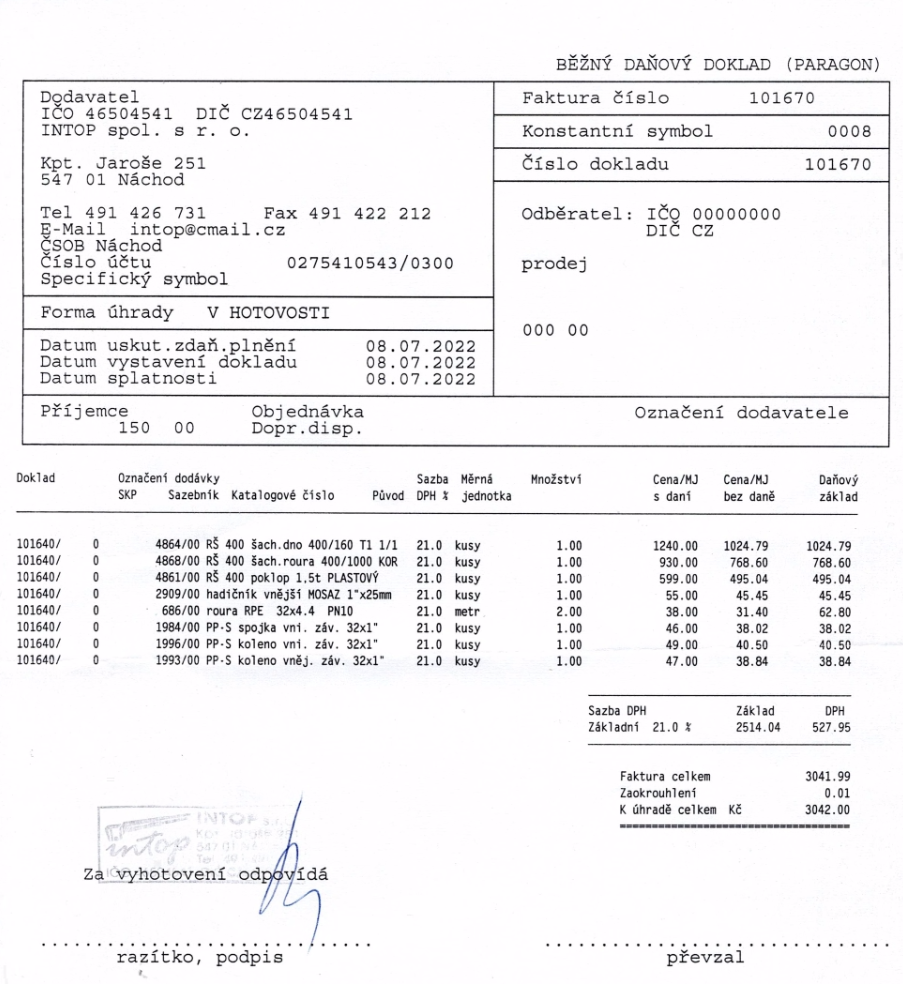 BĚŽNÝ DAŇOVÝ DOKLAD (PARAGON)
Dodavatel
IČO 46504541 DIČ CZ46504541
INTOP spol. s r. o.
Kpt. Jaroše 251
547 01 Náchod
Tel 491 426 731 Fax 491 422 212
E-Mail intop@cmail.cz
ČSOB Náchod
Číslo účtu 0275410543/0300
Specifický symbol
Forma úhrady V HOTOVOSTI
Datum uskut.zdaň.plnění 08.07.2022
Datum vystavení dokladu 08.07.2022
Datum splatnosti 08.07.2022
Faktura číslo 101670
Konstantní symbol 0008
Číslo dokladu 101670
Odběratel: IČO 00000000
DIČ CZ
prodej
000 00
Příjemce Objednávka Označení dodavatele
150 00 Dopr.disp.
Doklad Označení dodávky Sazba Měrná Množství Cena/MJ Cena/MJ Daňový
SKP Sazebník Katalogové číslo Původ DPH % jednotka s daní bez daně základ
101640/ 0 4864/00 RŠ 400 šach.dno 400/160 T1 1/1 21.0 kusy 1.00 1240.00 1024.79 1024.79
101640/ 0 4868/00 RŠ 400 šach.roura 400/1000 KOR 21.0 kusy 1.00 930.00 768.60 768.60
101640/ 0 4861/00 RŠ 400 poklop 1,5t PLASTOVÝ 21.0 kusy 1.00 599.00 495.04 495.04
101640/ 0 2909/00 hadičník vnější MOSAZ 1"x25mm 21.0 kusy 1.00 55.00 45.45 45.45
101640/ 0 686/00 roura RPE 32x4.4 PN10 21.0 metr 2.00 38.00 31.40 62.80
101640/ 0 1984/00 PP-S spojka vni. záv. 32x1" 21.0 kusy 1.00 46.00 38.02 38.02
101640/ 0 1996/00 PP-S koleno vni. záv. 32x1" 21.0 kusy 1.00 49.00 40.50 40.50
101640/ 0 1993/00 PP-S koleno vněj. záv. 32x1" 21.0 kusy 1.00 47.00 38.84 38.84
Sazba DPH Základ DPH
Základní 21.0 % 2514.04 527.95
Faktura celkem 3041.99
Zaokrouhlení 0.01
K úhradě celkem Kč 3042.00
INTOP
intop
Za vyhotovení odpovídá
razítko, podpis
převzal